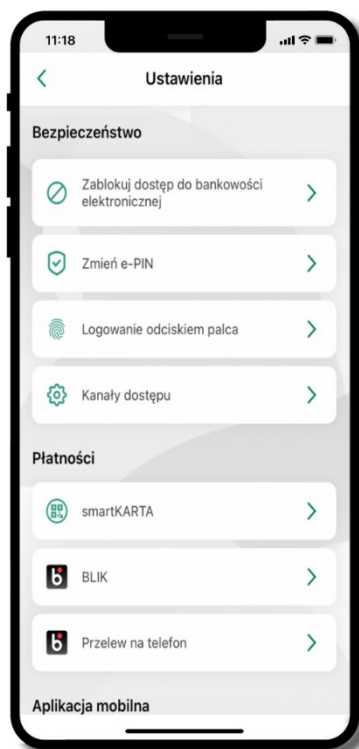 11:18
Ustawienia
Bezpieczeństwo
Zablokuj dostęp do bankowości
elektronicznej
Zmień e-PIN
Logowanie odciskiem palca
Kanały dostępu
Płatności
smartKARTA
BLIK
Przelew na telefon
Aplikacja mobilna